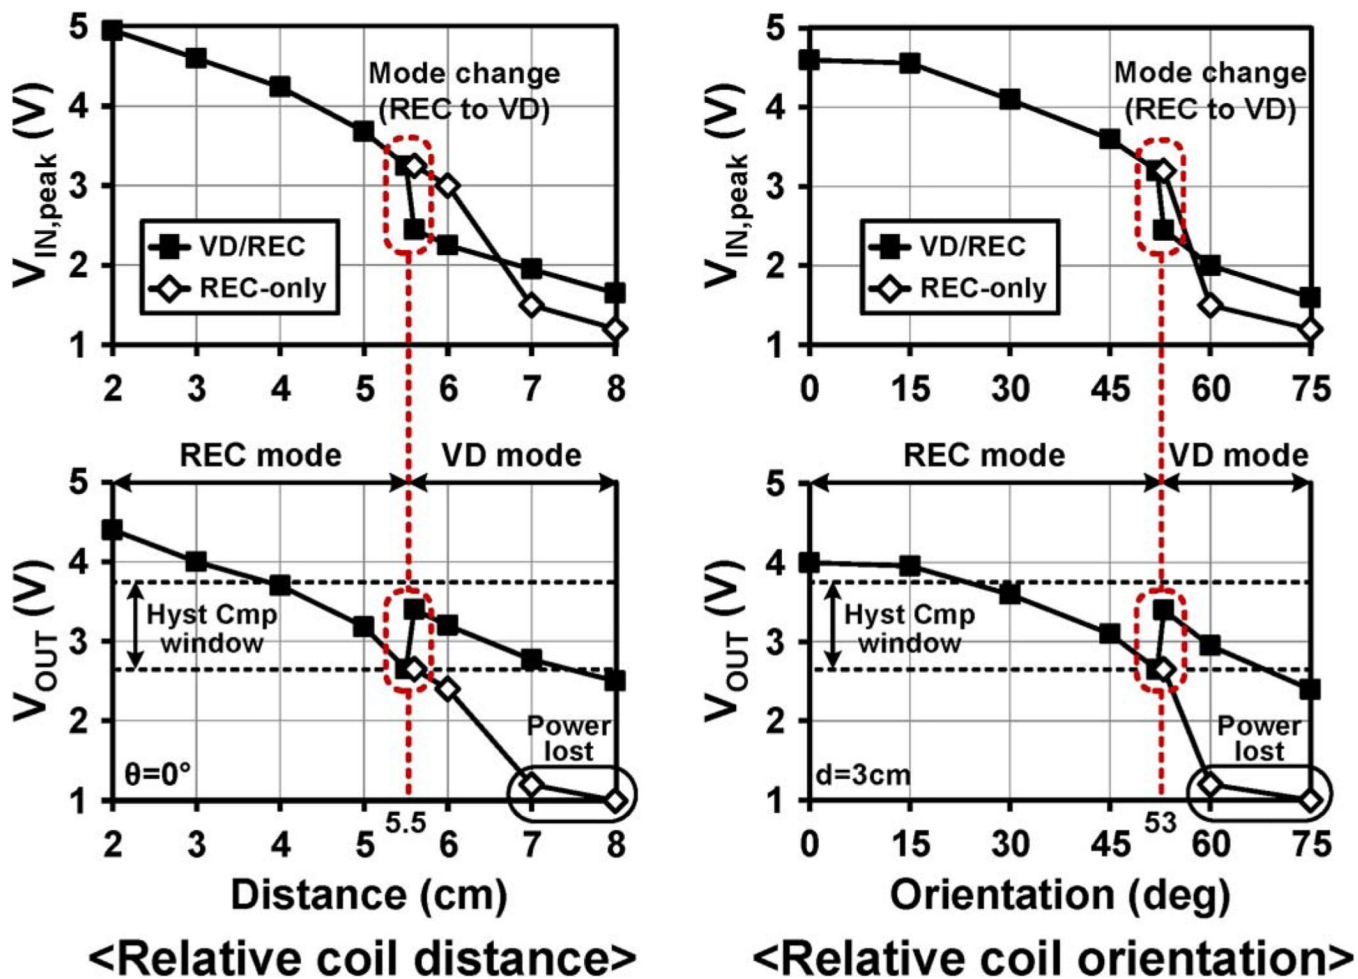 5
4
3
2
1
V_IN,peak (V)
Mode change
(REC to VD)
VD/REC
REC-only
2 3 4 5 6 7 8
5
4
3
2
1
V_IN,peak (V)
Mode change
(REC to VD)
VD/REC
REC-only
0 15 30 45 60 75
REC mode VD mode
5
4
3
2
1
V_OUT (V)
Hyst Cmp
window
Power
lost
θ=0°
5.5
2 3 4 5 6 7 8
Distance (cm)
<Relative coil distance>
REC mode VD mode
5
4
3
2
1
V_OUT (V)
Hyst Cmp
window
Power
lost
d=3cm
53
0 15 30 45 60 75
Orientation (deg)
<Relative coil orientation>